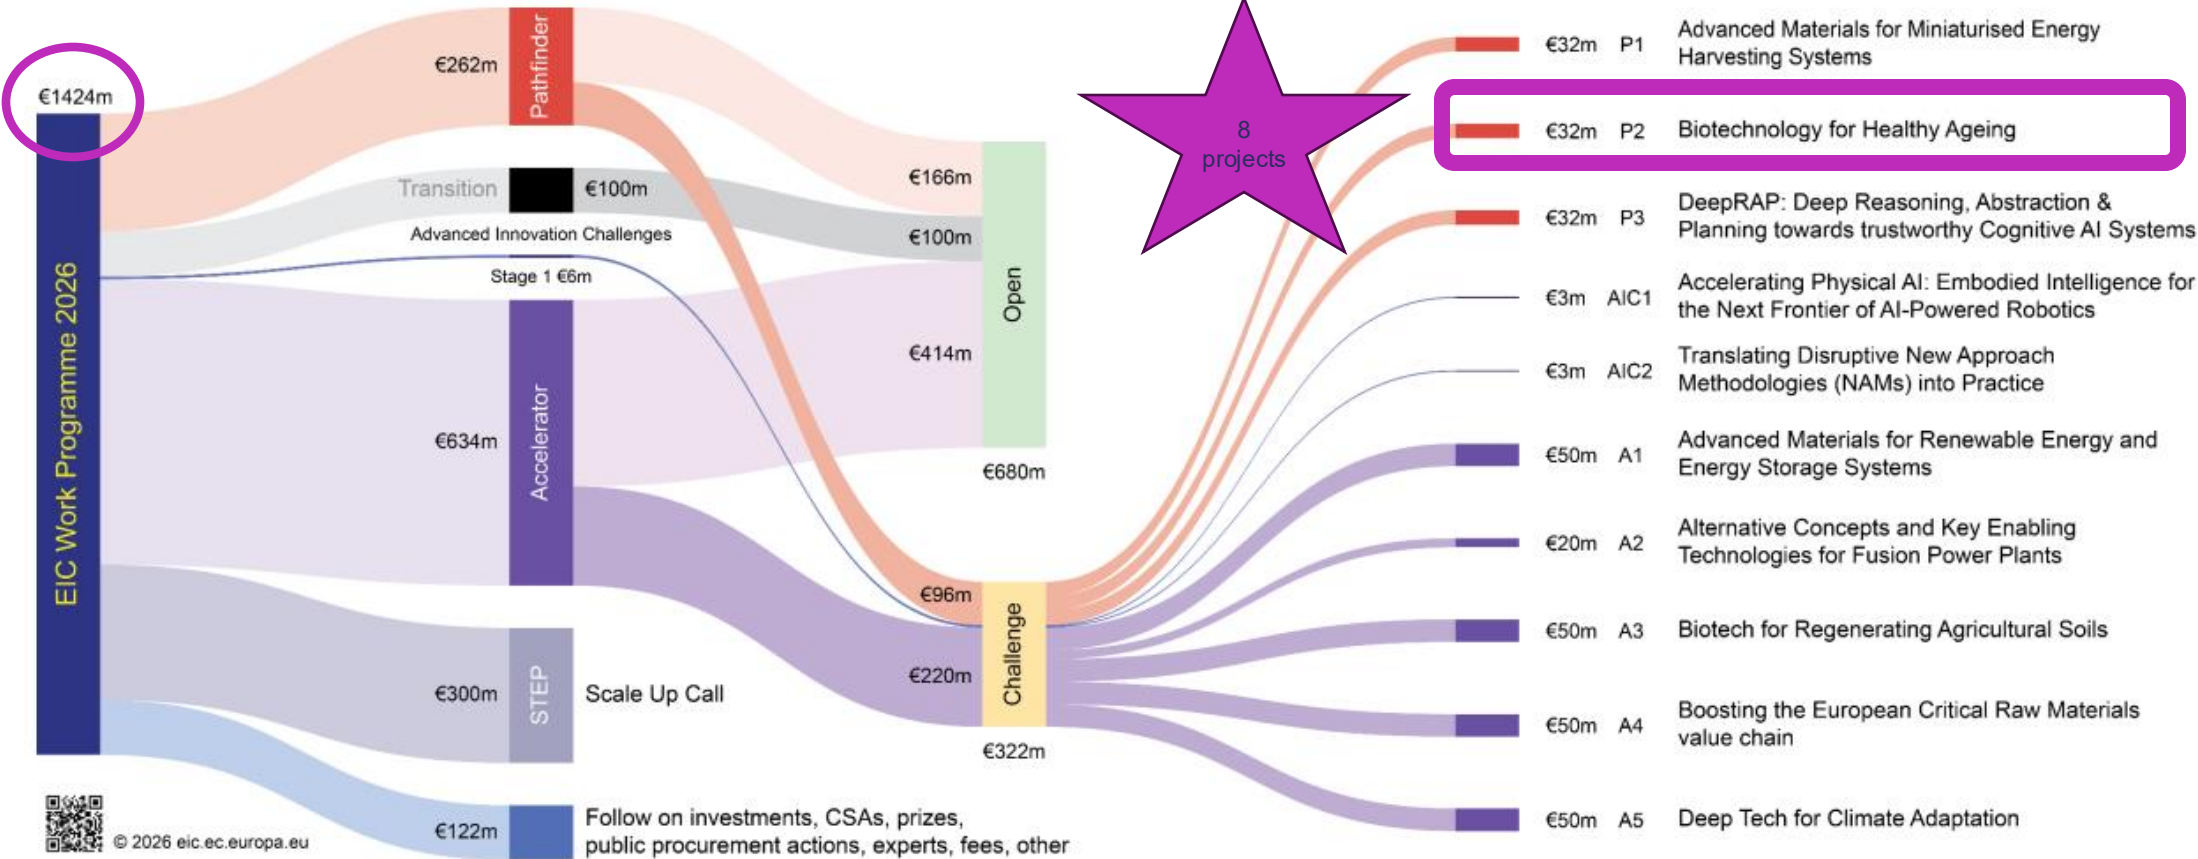 €1424m
EIC Work Programme 2026
€262m
Pathfinder
Transition
€100m
Advanced Innovation Challenges
Stage 1 €6m
€634m
Accelerator
€300m
STEP
Scale Up Call
€122m
Follow on investments, CSAs, prizes,
public procurement actions, experts, fees, other
© 2026 eic.ec.europa.eu
€166m
€100m
€414m
Open
€680m
€96m
€220m
Challenge
€322m
8
projects
€32m P1 Advanced Materials for Miniaturised Energy
Harvesting Systems
€32m P2 Biotechnology for Healthy Ageing
€32m P3 DeepRAP: Deep Reasoning, Abstraction &
Planning towards trustworthy Cognitive AI Systems
€3m AIC1 Accelerating Physical AI: Embodied Intelligence for
the Next Frontier of AI-Powered Robotics
€3m AIC2 Translating Disruptive New Approach
Methodologies (NAMs) into Practice
€50m A1 Advanced Materials for Renewable Energy and
Energy Storage Systems
€20m A2 Alternative Concepts and Key Enabling
Technologies for Fusion Power Plants
€50m A3 Biotech for Regenerating Agricultural Soils
€50m A4 Boosting the European Critical Raw Materials
value chain
€50m A5 Deep Tech for Climate Adaptation